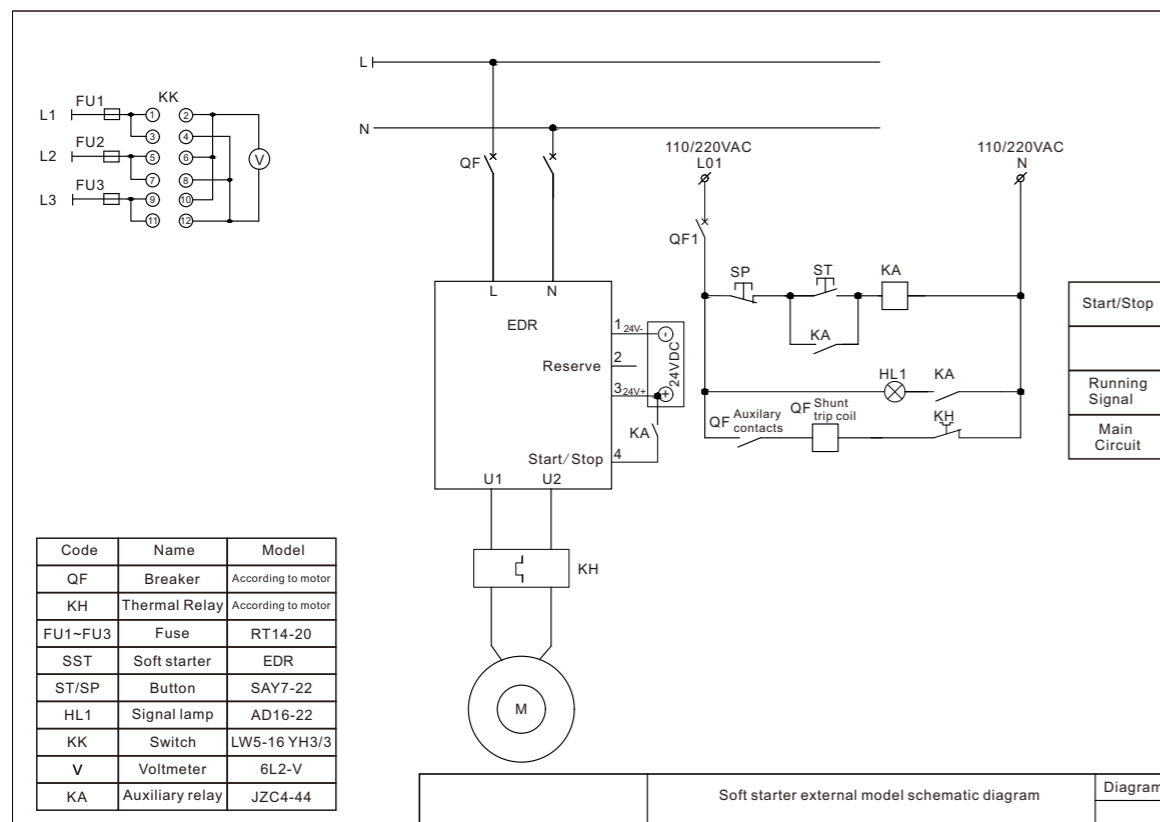 L
N
FU1
KK
L1
1
2
3
4
FU2
L2
5
6
V
7
8
FU3
L3
9
10
11
12
QF
110/220VAC
L01
110/220VAC
N
QF1
SP
ST
KA
KA
HL1
KA
QF Auxilary
contacts
QF Shunt
trip coil
KH
Start/Stop
Running
Signal
Main
Circuit
L
N
EDR
1 24V-
-
Reserve
2
24VDC
3 24V+
+
KA
Start/Stop
4
U1
U2
KH
M
Code Name Model
QF Breaker According to motor
KH Thermal Relay According to motor
FU1~FU3 Fuse RT14-20
SST Soft starter EDR
ST/SP Button SAY7-22
HL1 Signal lamp AD16-22
KK Switch LW5-16 YH3/3
V Voltmeter 6L2-V
KA Auxiliary relay JZC4-44
Soft starter external model schematic diagram
Diagram